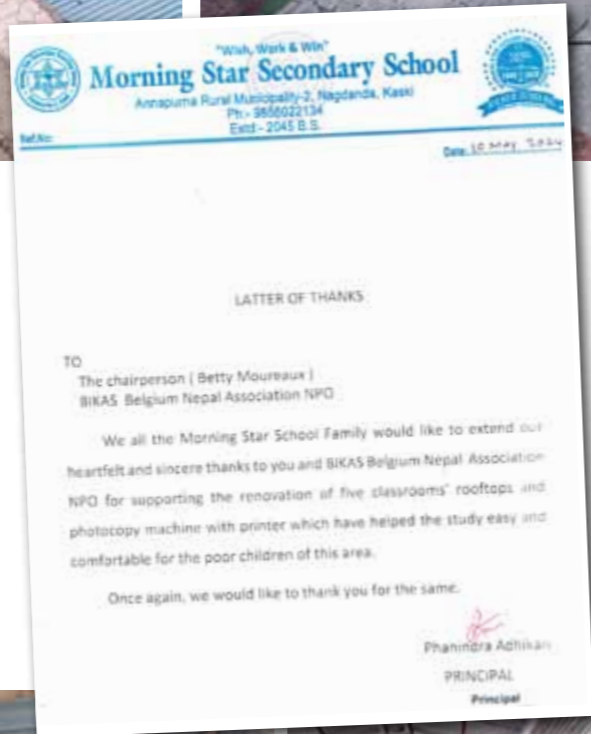 "Wish, Work & Win"
Morning Star Secondary School
Annapurna Rural Municipality-2, Nagdanda, Kaski
Ph:- 9856022134
Estd - 2045 B.S.
Ref.No:
Date: 10 May 2024
LATTER OF THANKS
TO
The chairperson ( Betty Moureaux )
BIKAS Belgium Nepal Association NPO
We all the Morning Star School Family would like to extend our
heartfelt and sincere thanks to you and BIKAS Belgium Nepal Association
NPO for supporting the renovation of five classrooms' rooftops and
photocopy machine with printer which have helped the study easy and
comfortable for the poor children of this area.
Once again, we would like to thank you for the same.
Phanindra Adhikari
PRINCIPAL
Principal